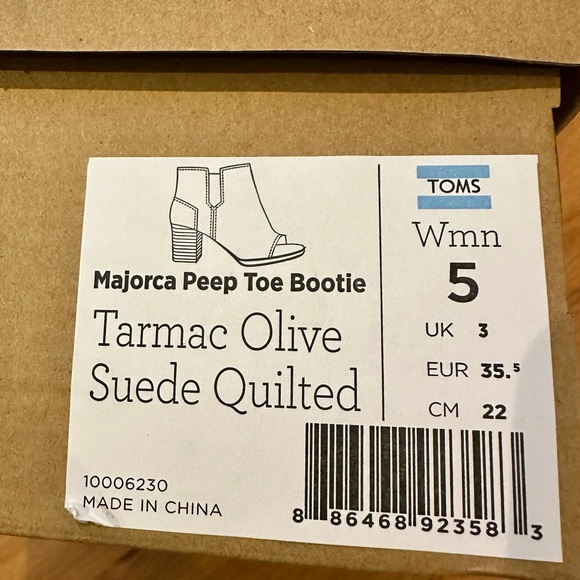 Majorca Peep Toe Bootie
Tarmac Olive
Suede Quilted
10006230
MADE IN CHINA
TOMS
Wmn
5
UK 3
EUR 35.⁵
CM 22
8 86468 92358 3